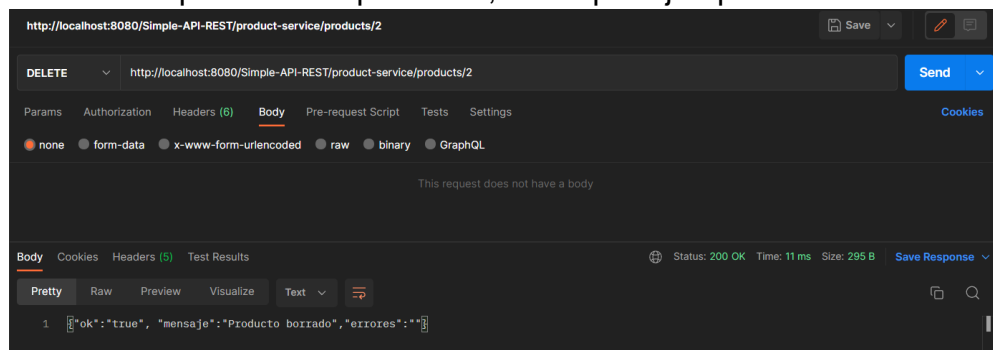 http://localhost:8080/Simple-API-REST/product-service/products/2 Save
DELETE http://localhost:8080/Simple-API-REST/product-service/products/2 Send
Params Authorization Headers (6) Body Pre-request Script Tests Settings Cookies
none form-data x-www-form-urlencoded raw binary GraphQL
This request does not have a body
Body Cookies Headers (5) Test Results Status: 200 OK Time: 11 ms Size: 295 B Save Response
Pretty Raw Preview Visualize Text
1 {"ok":"true", "mensaje":"Producto borrado","errores":""}